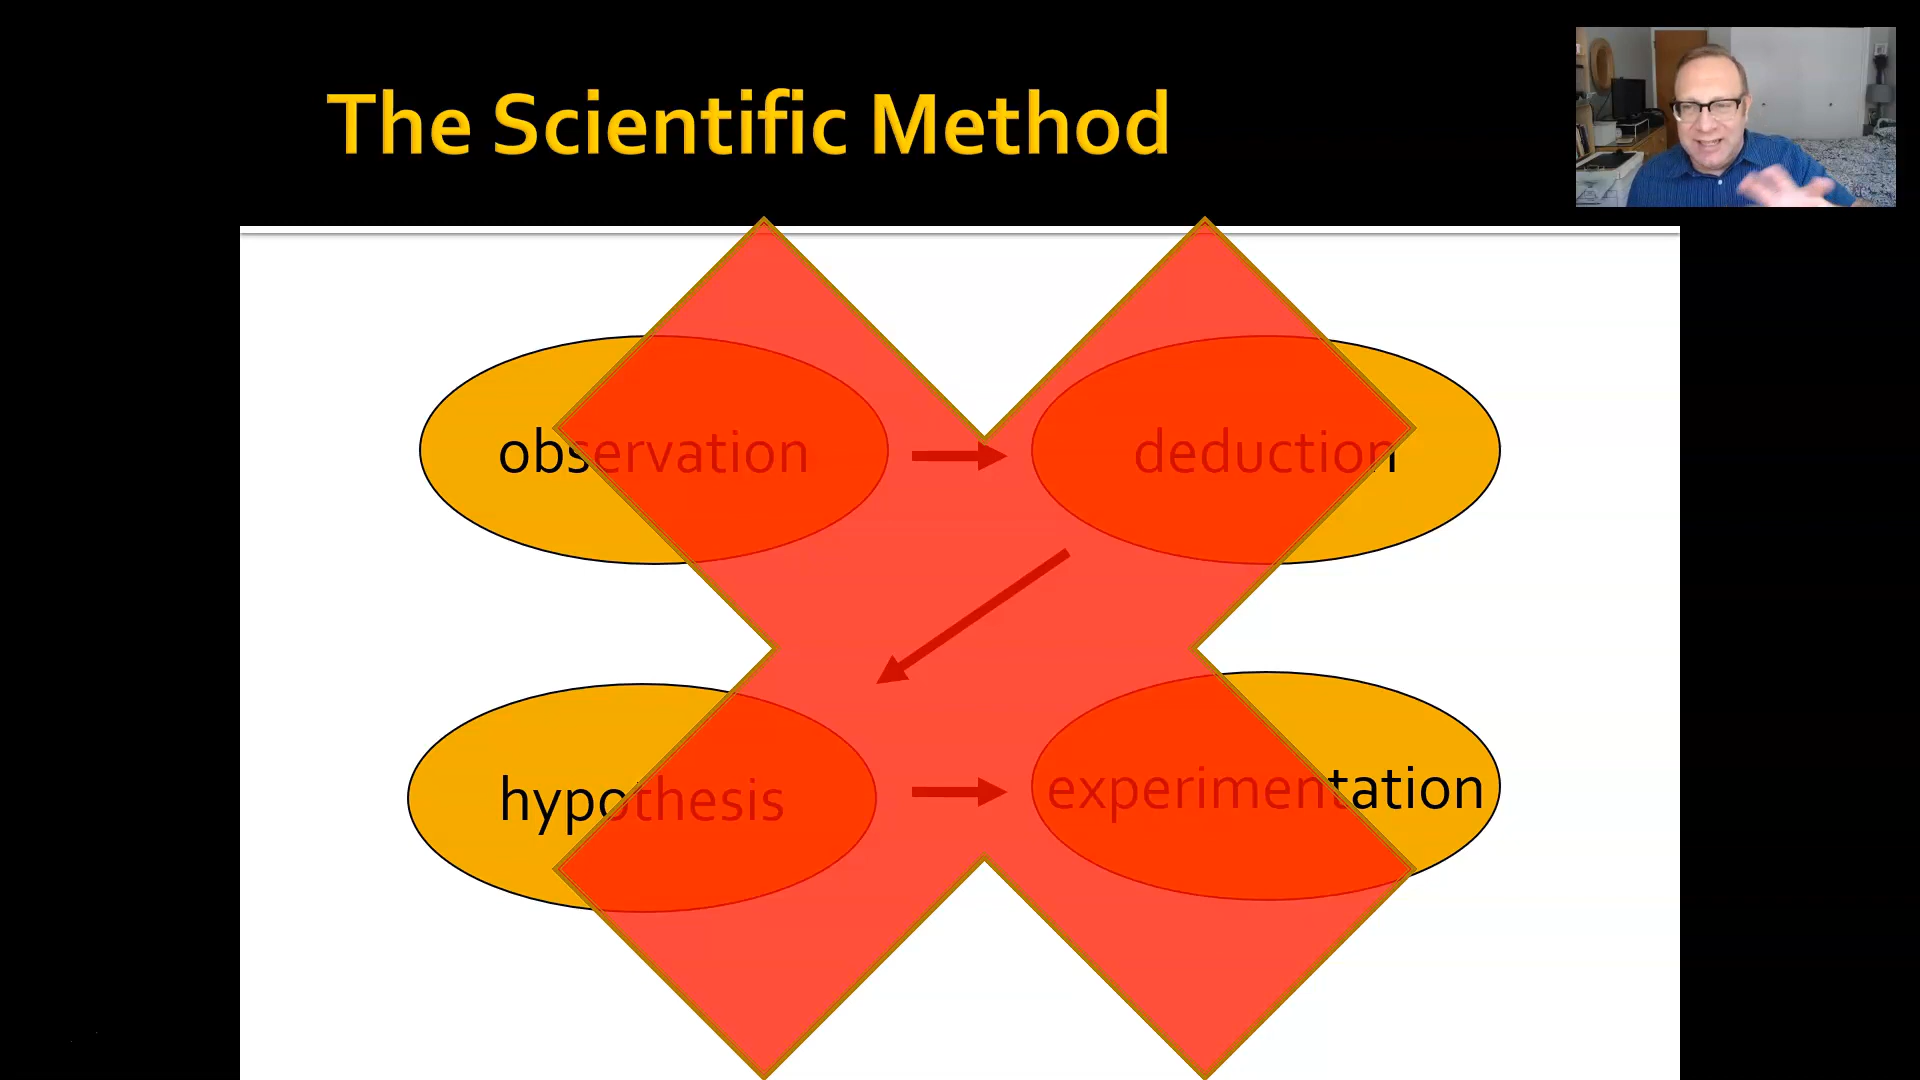 The Scientific Method
observation
deduction
hypothesis
experimentation